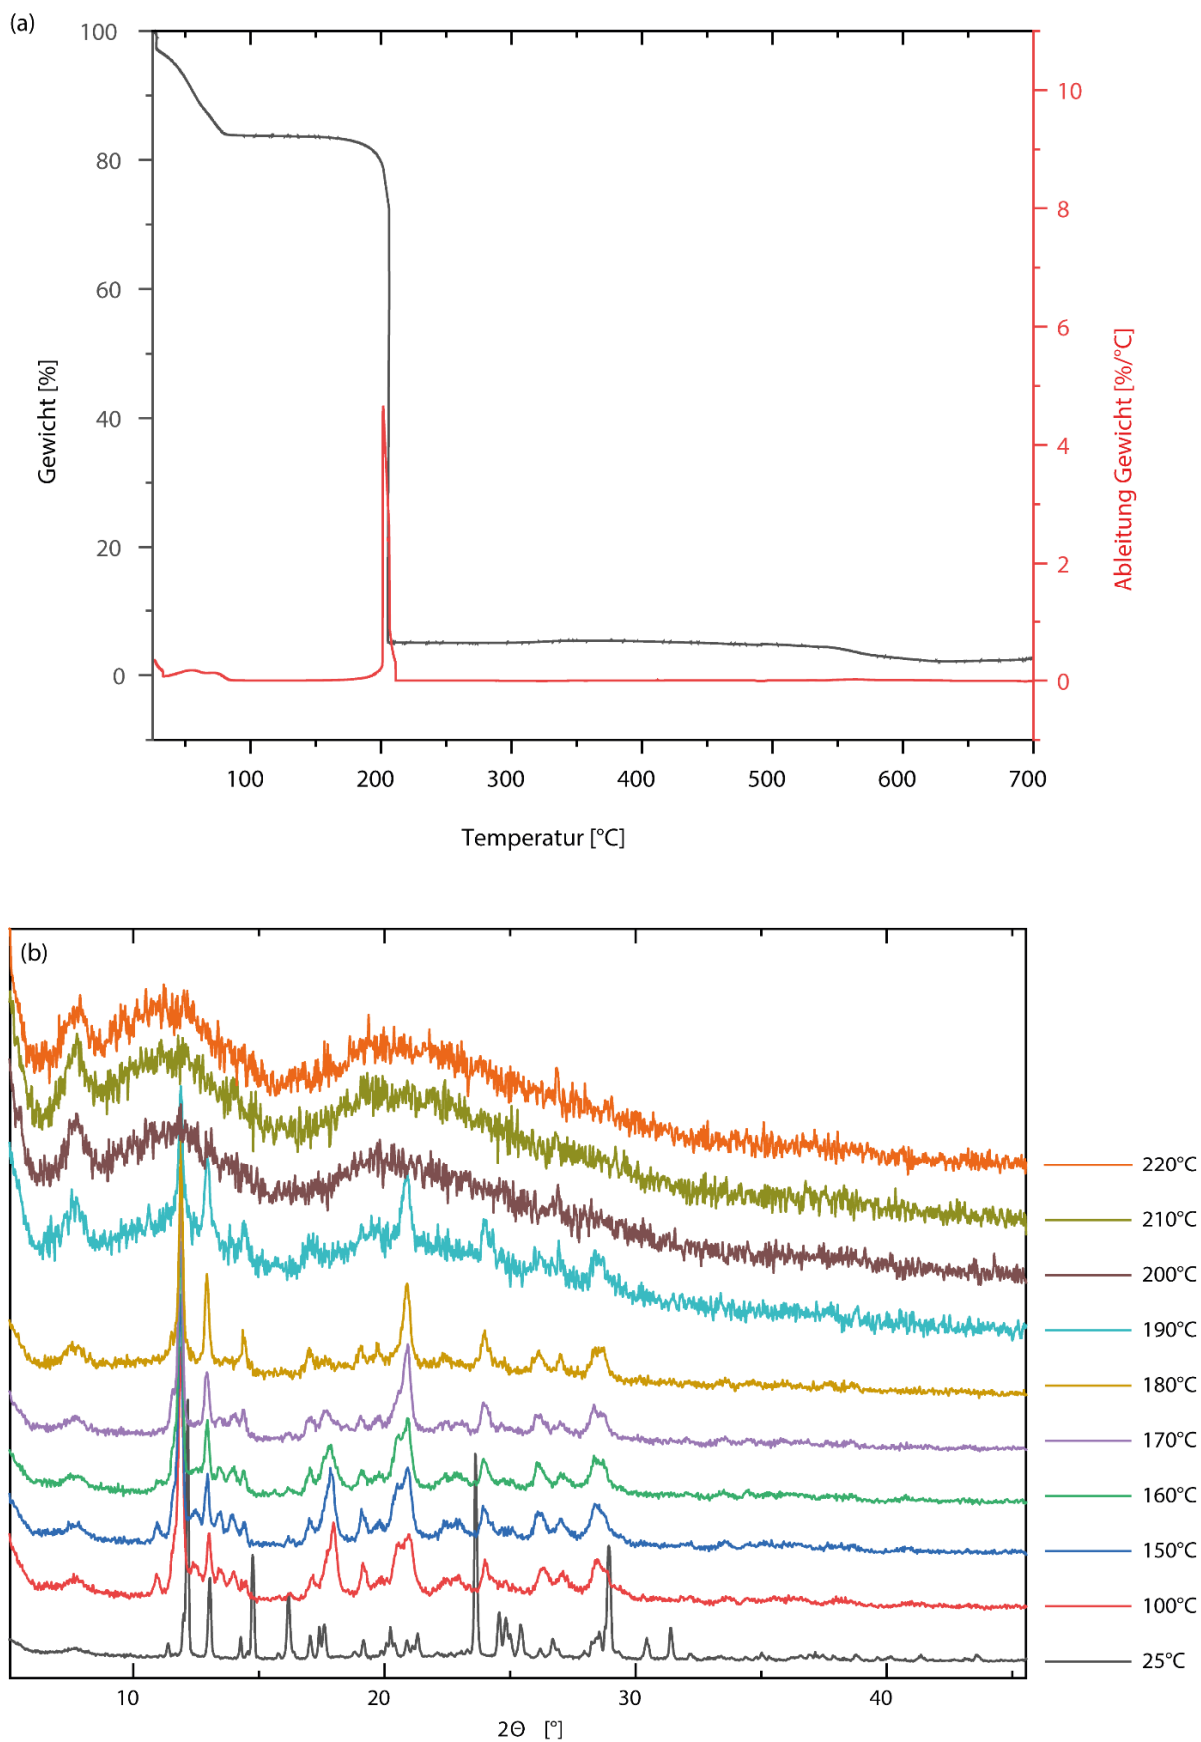 (a)
100
80
60
40
20
0
Gewicht [%]
10
8
6
4
2
0
Ableitung Gewicht [%/°C]
100 200 300 400 500 600 700
Temperatur [°C]
(b)
220°C
210°C
200°C
190°C
180°C
170°C
160°C
150°C
100°C
25°C
10 20 30 40
2Θ [°]